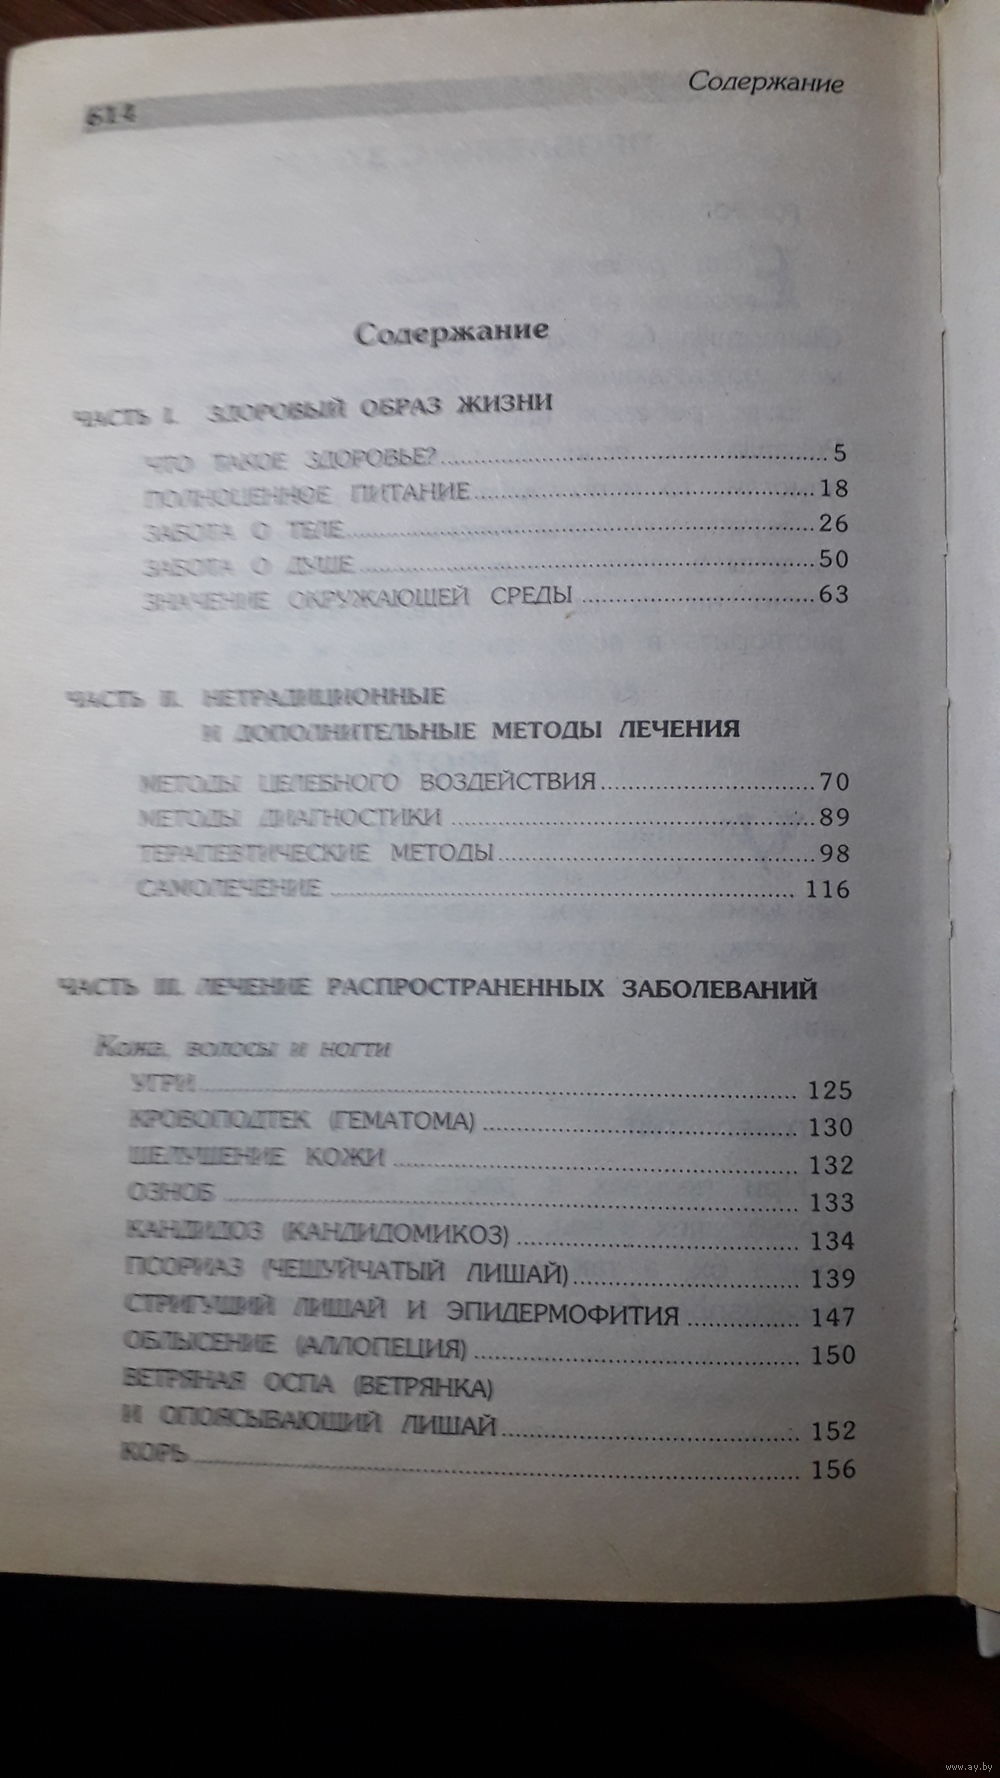 614 Содержание
Содержание
ЧАСТЬ I. ЗДОРОВЫЙ ОБРАЗ ЖИЗНИ
ЧТО ТАКОЕ ЗДОРОВЬЕ?..........5
ПОЛНОЦЕННОЕ ПИТАНИЕ..........18
ЗАБОТА О ТЕЛЕ..........26
ЗАБОТА О ДУШЕ..........50
ЗНАЧЕНИЕ ОКРУЖАЮЩЕЙ СРЕДЫ..........63
ЧАСТЬ II. НЕТРАДИЦИОННЫЕ
И ДОПОЛНИТЕЛЬНЫЕ МЕТОДЫ ЛЕЧЕНИЯ
МЕТОДЫ ЦЕЛЕБНОГО ВОЗДЕЙСТВИЯ..........70
МЕТОДЫ ДИАГНОСТИКИ..........89
ТЕРАПЕВТИЧЕСКИЕ МЕТОДЫ..........98
САМОЛЕЧЕНИЕ..........116
ЧАСТЬ III. ЛЕЧЕНИЕ РАСПРОСТРАНЕННЫХ ЗАБОЛЕВАНИЙ
Кожа, волосы и ногти
УГРИ..........125
КРОВОПОДТЕК (ГЕМАТОМА)..........130
ШЕЛУШЕНИЕ КОЖИ..........132
ОЗНОБ..........133
КАНДИДОЗ (КАНДИДОМИКОЗ)..........134
ПСОРИАЗ (ЧЕШУЙЧАТЫЙ ЛИШАЙ)..........139
СТРИГУЩИЙ ЛИШАЙ И ЭПИДЕРМОФИТИЯ..........147
ОБЛЫСЕНИЕ (АЛЛОПЕЦИЯ)..........150
ВЕТРЯНАЯ ОСПА (ВЕТРЯНКА)
И ОПОЯСЫВАЮЩИЙ ЛИШАЙ..........152
КОРЬ..........156
www.ay.by